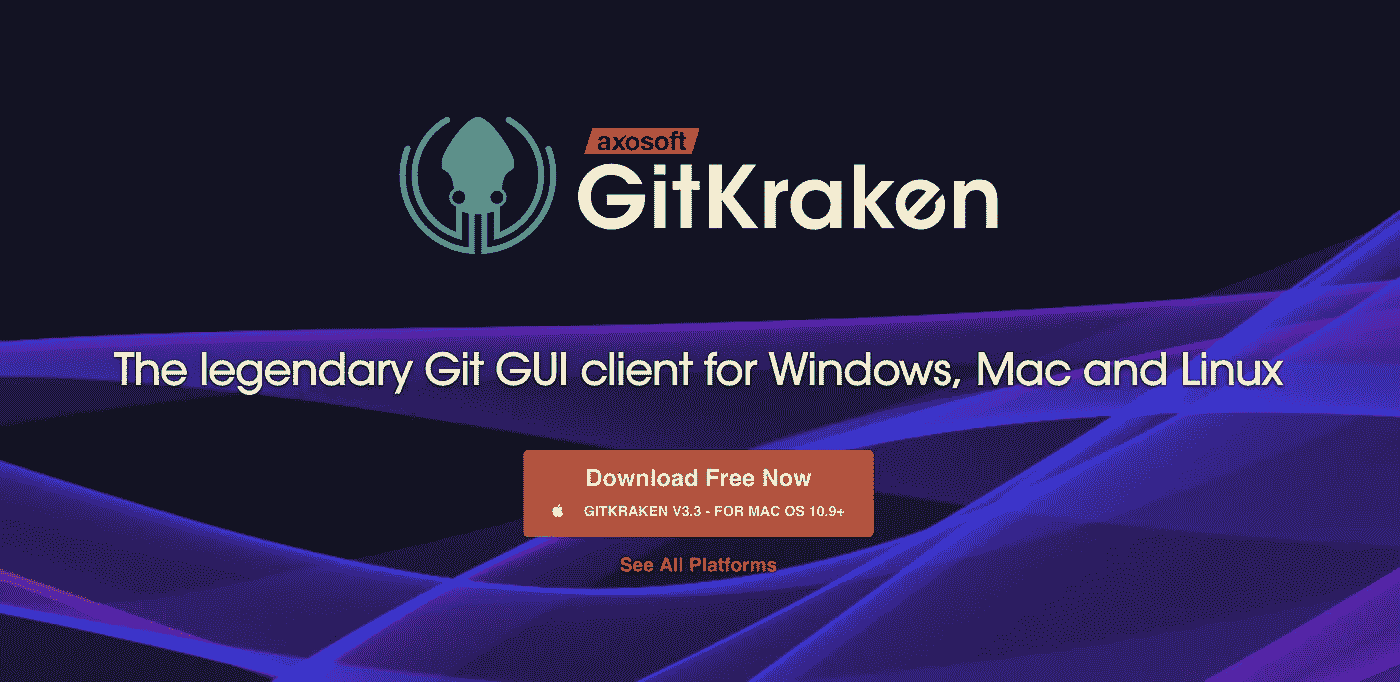 axosoft
GitKraken
The legendary Git GUI client for Windows, Mac and Linux
Download Free Now
GITKRAKEN V3.3 - FOR MAC OS 10.9+
See All Platforms